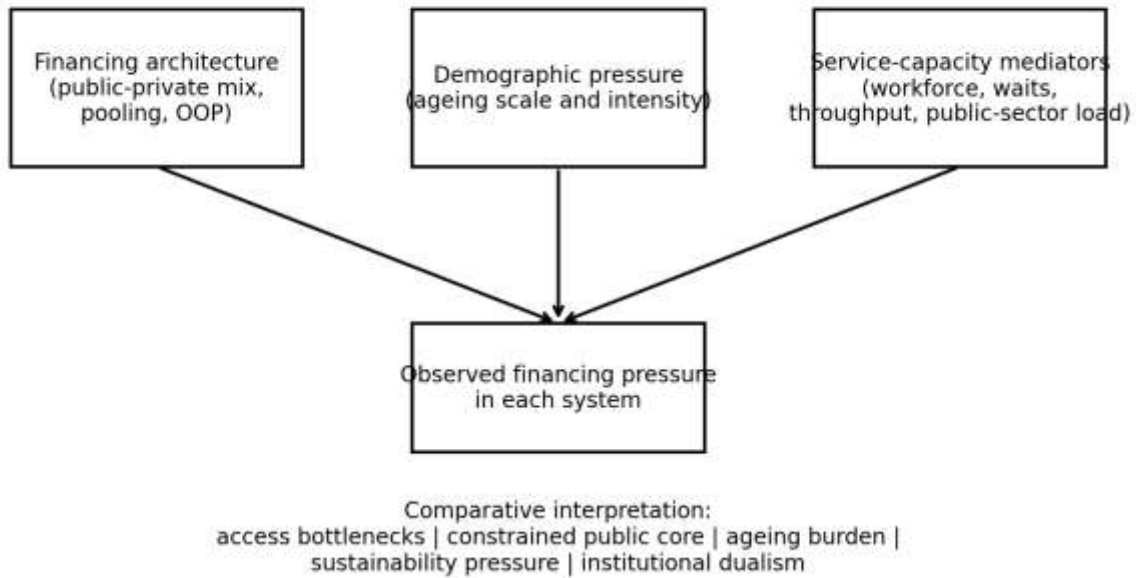 Financing architecture
(public-private mix,
pooling, OOP)
Demographic pressure
(ageing scale and intensity)
Service-capacity mediators
(workforce, waits,
throughput, public-sector load)
Observed financing pressure
in each system
Comparative interpretation:
access bottlenecks | constrained public core | ageing burden |
sustainability pressure | institutional dualism